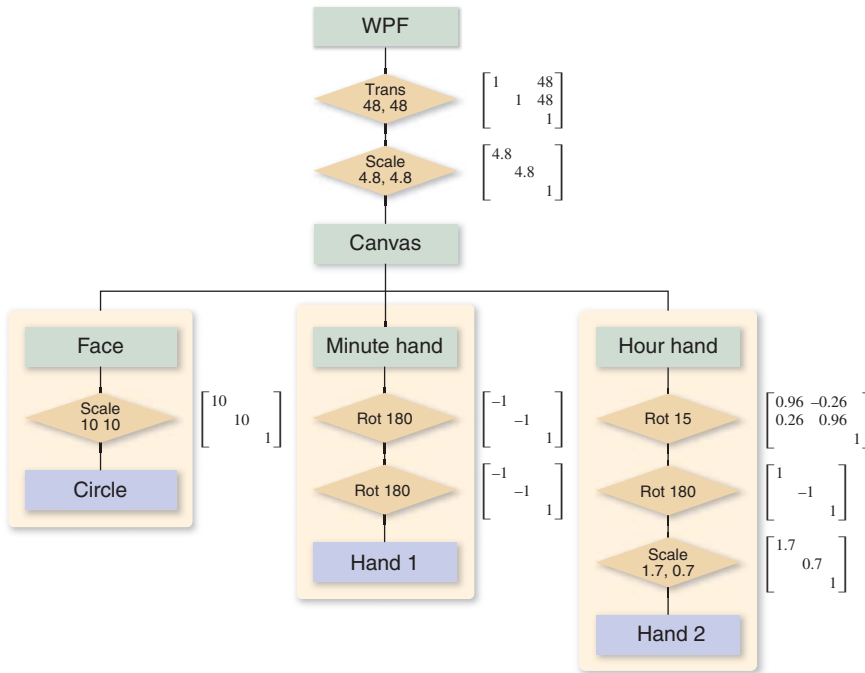 WPF
Trans
48, 48
1 48
1 48
1
Scale
4.8, 4.8
4.8
4.8
1
Canvas
Face
Scale
10 10
10
10
1
Circle
Minute hand
Rot 180
–1
–1
1
Rot 180
–1
–1
1
Hand 1
Hour hand
Rot 15
0.96 –0.26
0.26 0.96
1
Rot 180
1
–1
1
Scale
1.7, 0.7
1.7
0.7
1
Hand 2